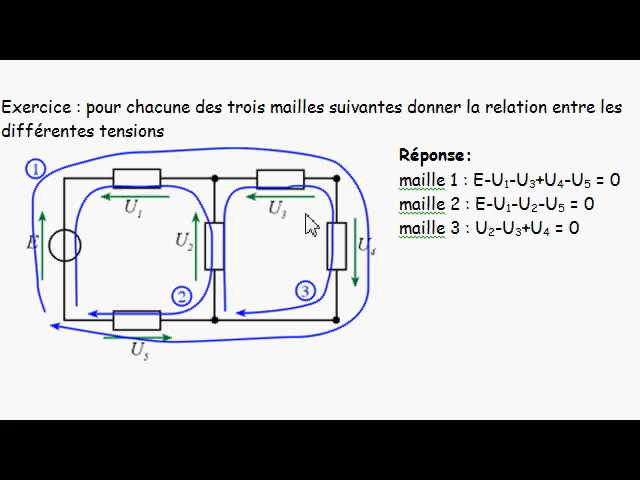 Exercice : pour chacune des trois mailles suivantes donner la relation entre les
différentes tensions
Réponse:
maille 1 : E-U₁-U₃+U₄-U₅ = 0
maille 2 : E-U₁-U₂-U₅ = 0
maille 3 : U₂-U₃+U₄ = 0
1
U₁
U₃
E
U₂
U₄
2
3
U₅